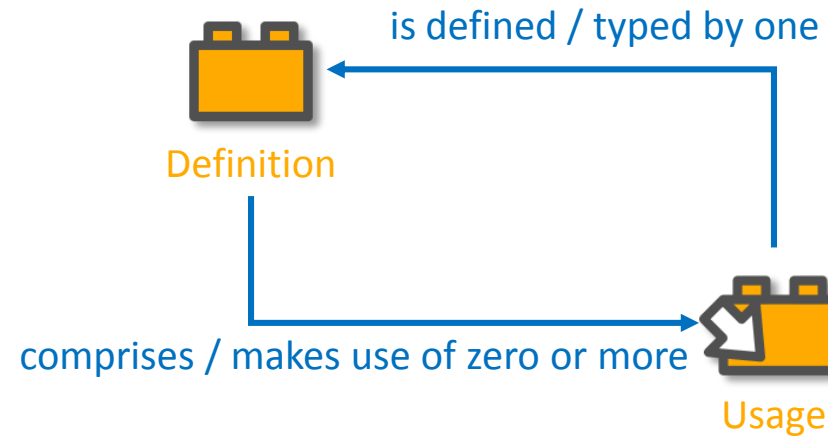 is defined / typed by one
Definition
comprises / makes use of zero or more
Usage